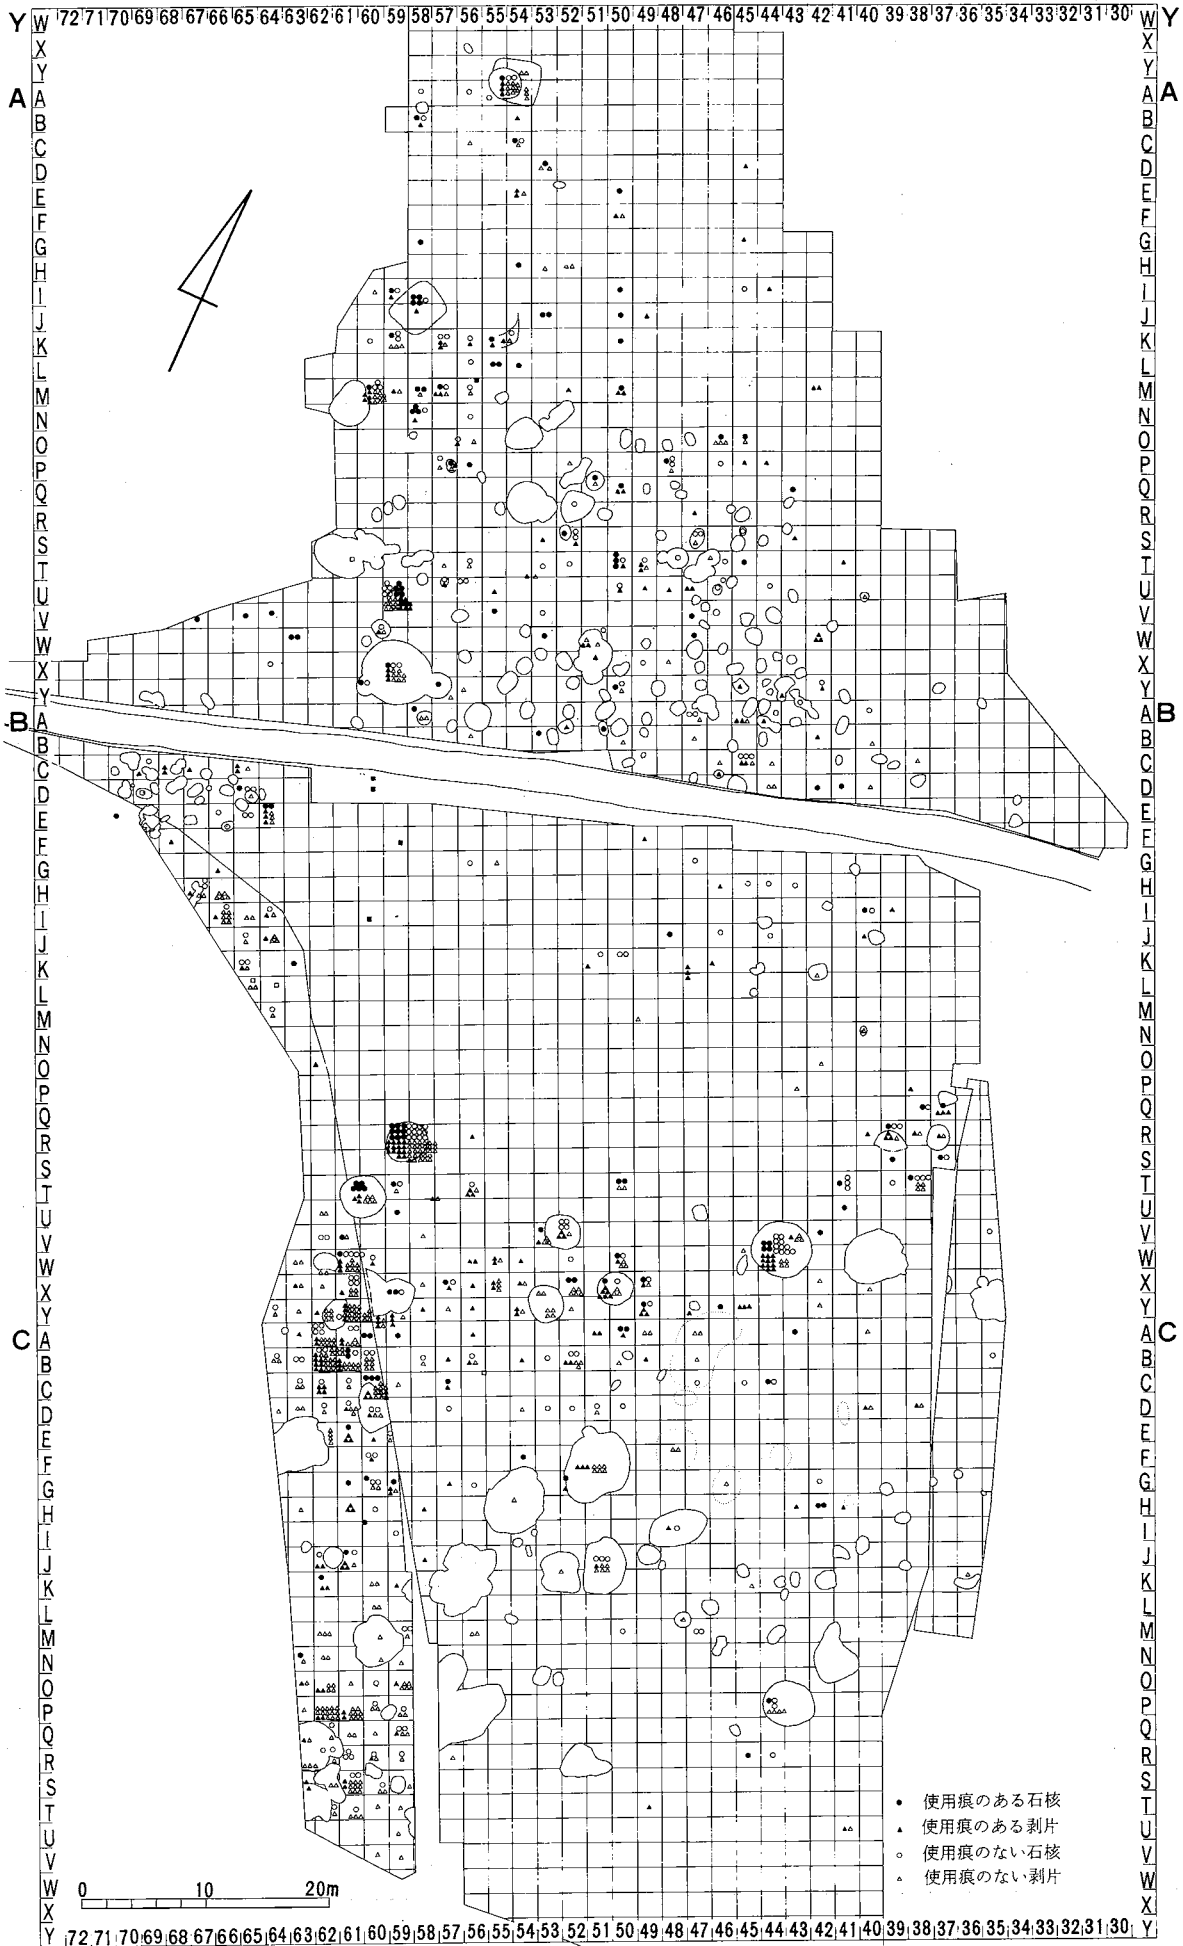 Y W 72 71 70 69 68 67 66 65 64 63 62 61 60 59 58 57 56 55 54 53 52 51 50 49 48 47 46 45 44 43 42 41 40 39 38 37 36 35 34 33 32 31 30 W Y
X X
Y Y
A A A A
B B
C C
D D
E E
F F
G G
H H
I I
J J
K K
L L
M M
N N
O O
P P
Q Q
R R
S S
T T
U U
V V
W W
X X
Y Y
B A A B
B B
C C
D D
E E
F F
G G
H H
I I
J J
K K
L L
M M
N N
O O
P P
Q Q
R R
S S
T T
U U
V V
W W
X X
Y Y
C A A C
B B
C C
D D
E E
F F
G G
H H
I I
J J
K K
L L
M M
N N
O O
P P
Q Q
R R
S S
T T
U U
V V
W W
X X
Y 72 71 70 69 68 67 66 65 64 63 62 61 60 59 58 57 56 55 54 53 52 51 50 49 48 47 46 45 44 43 42 41 40 39 38 37 36 35 34 33 32 31 30 Y
● 使用痕のある石核
▲ 使用痕のある剥片
○ 使用痕のない石核
△ 使用痕のない剥片
0 10 20m